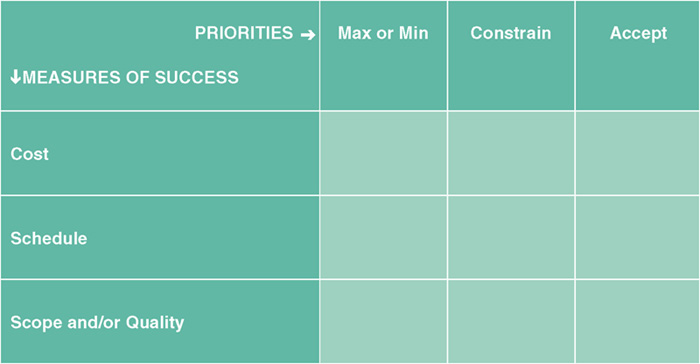 PRIORITIES → Max or Min Constrain Accept
↓MEASURES OF SUCCESS
Cost
Schedule
Scope and/or Quality